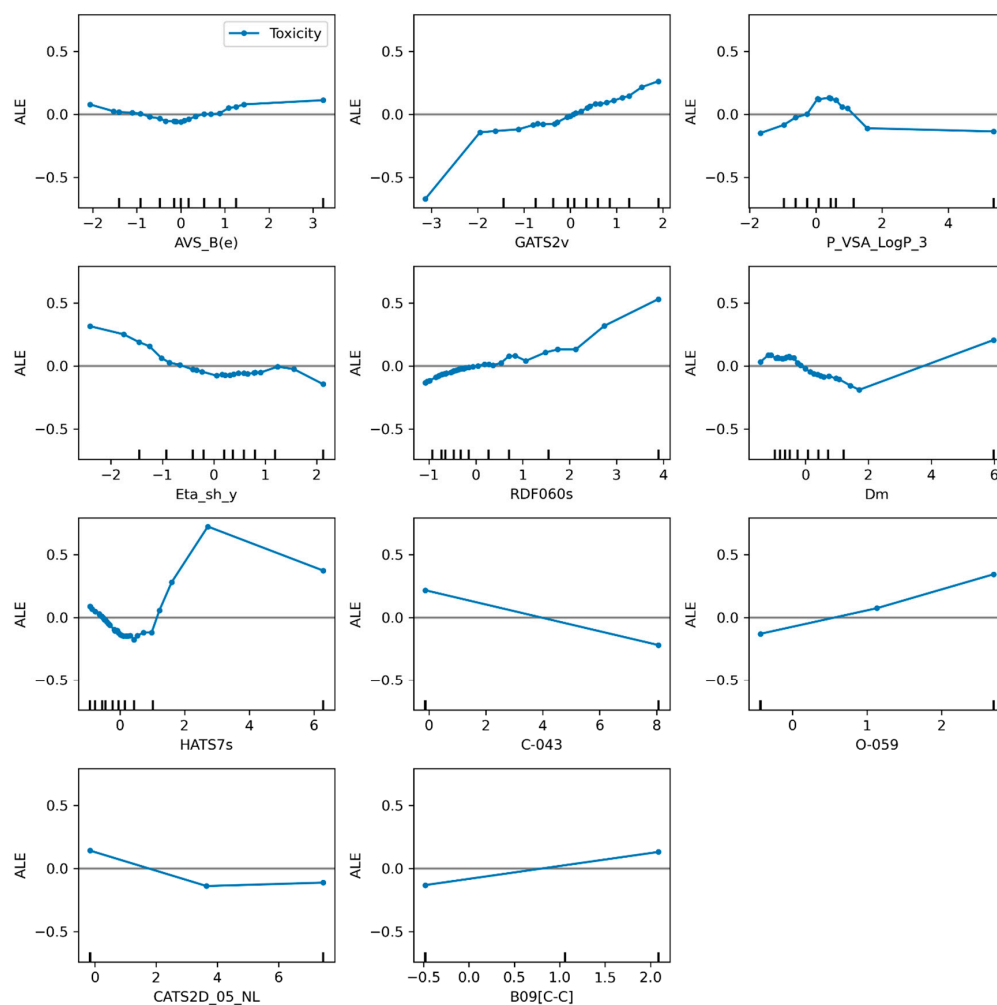 Toxicity
ALE 0.5 0.0 −0.5
−2 −1 0 1 2 3
AVS_B(e)
ALE 0.5 0.0 −0.5
−3 −2 −1 0 1 2
GATS2v
ALE 0.5 0.0 −0.5
−2 0 2 4
P_VSA_LogP_3
ALE 0.5 0.0 −0.5
−2 −1 0 1 2
Eta_sh_y
ALE 0.5 0.0 −0.5
−1 0 1 2 3 4
RDF060s
ALE 0.5 0.0 −0.5
0 2 4 6
Dm
ALE 0.5 0.0 −0.5
0 2 4 6
HATS7s
ALE 0.5 0.0 −0.5
0 2 4 6 8
C-043
ALE 0.5 0.0 −0.5
0 2
O-059
ALE 0.5 0.0 −0.5
0 2 4 6
CATS2D_05_NL
ALE 0.5 0.0 −0.5
−0.5 0.0 0.5 1.0 1.5 2.0
B09[C-C]